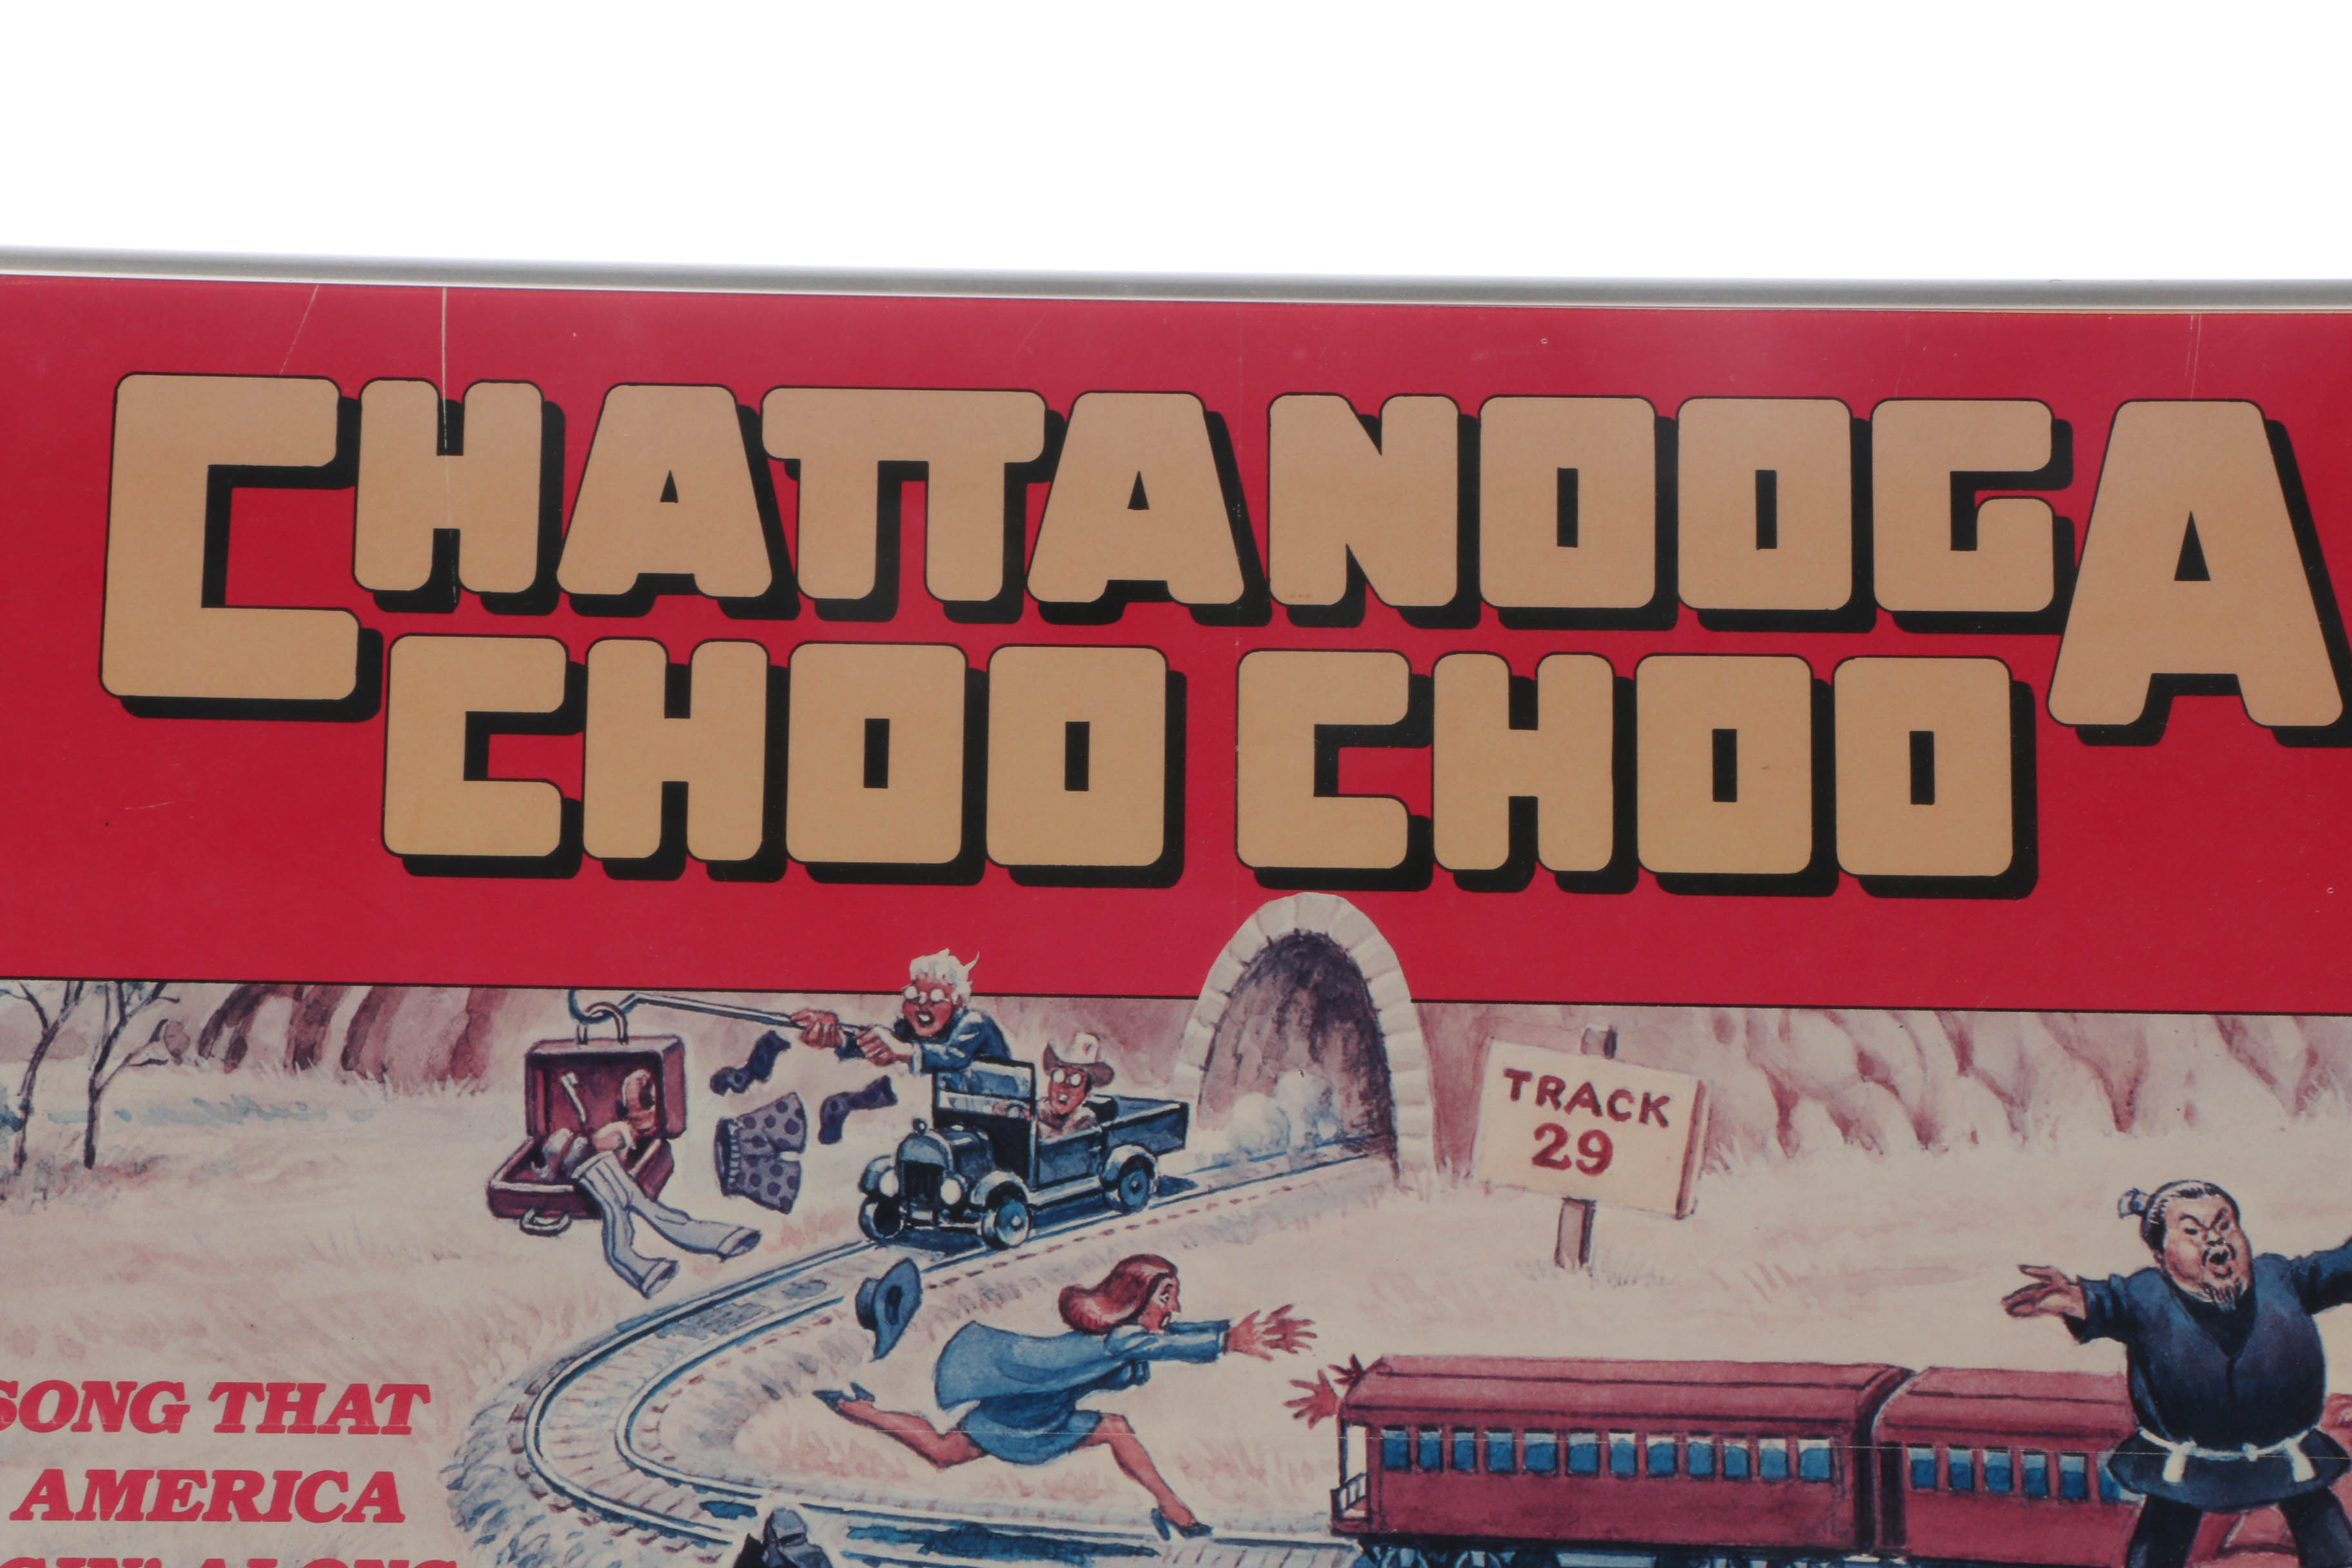 CHATTANOOGA
CHOO CHOO
TRACK
29
SONG THAT
AMERICA